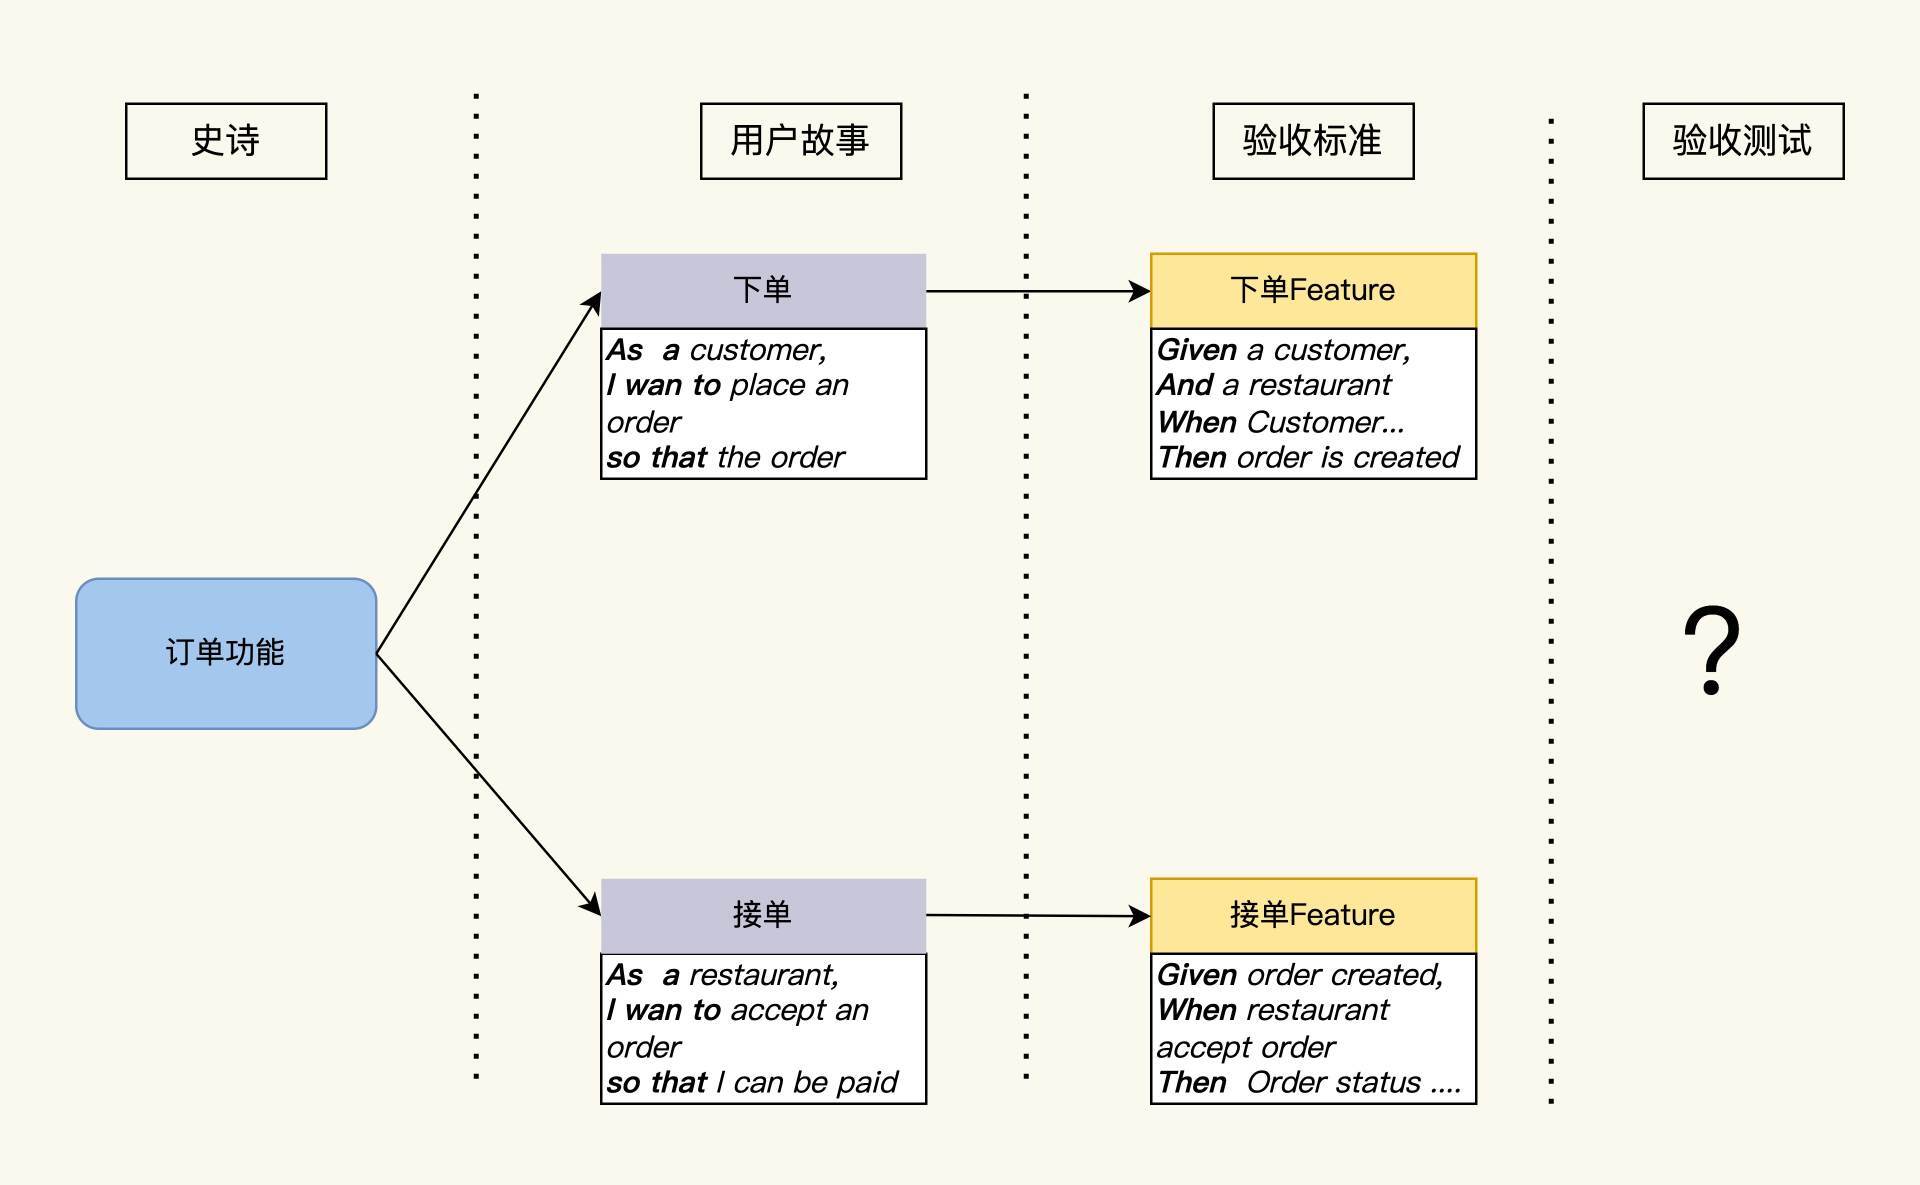 史诗
用户故事
验收标准
验收测试
下单
As a customer,
I wan to place an
order
so that the order
下单Feature
Given a customer,
And a restaurant
When Customer...
Then order is created
订单功能
?
接单
As a restaurant,
I wan to accept an
order
so that I can be paid
接单Feature
Given order created,
When restaurant
accept order
Then Order status ....